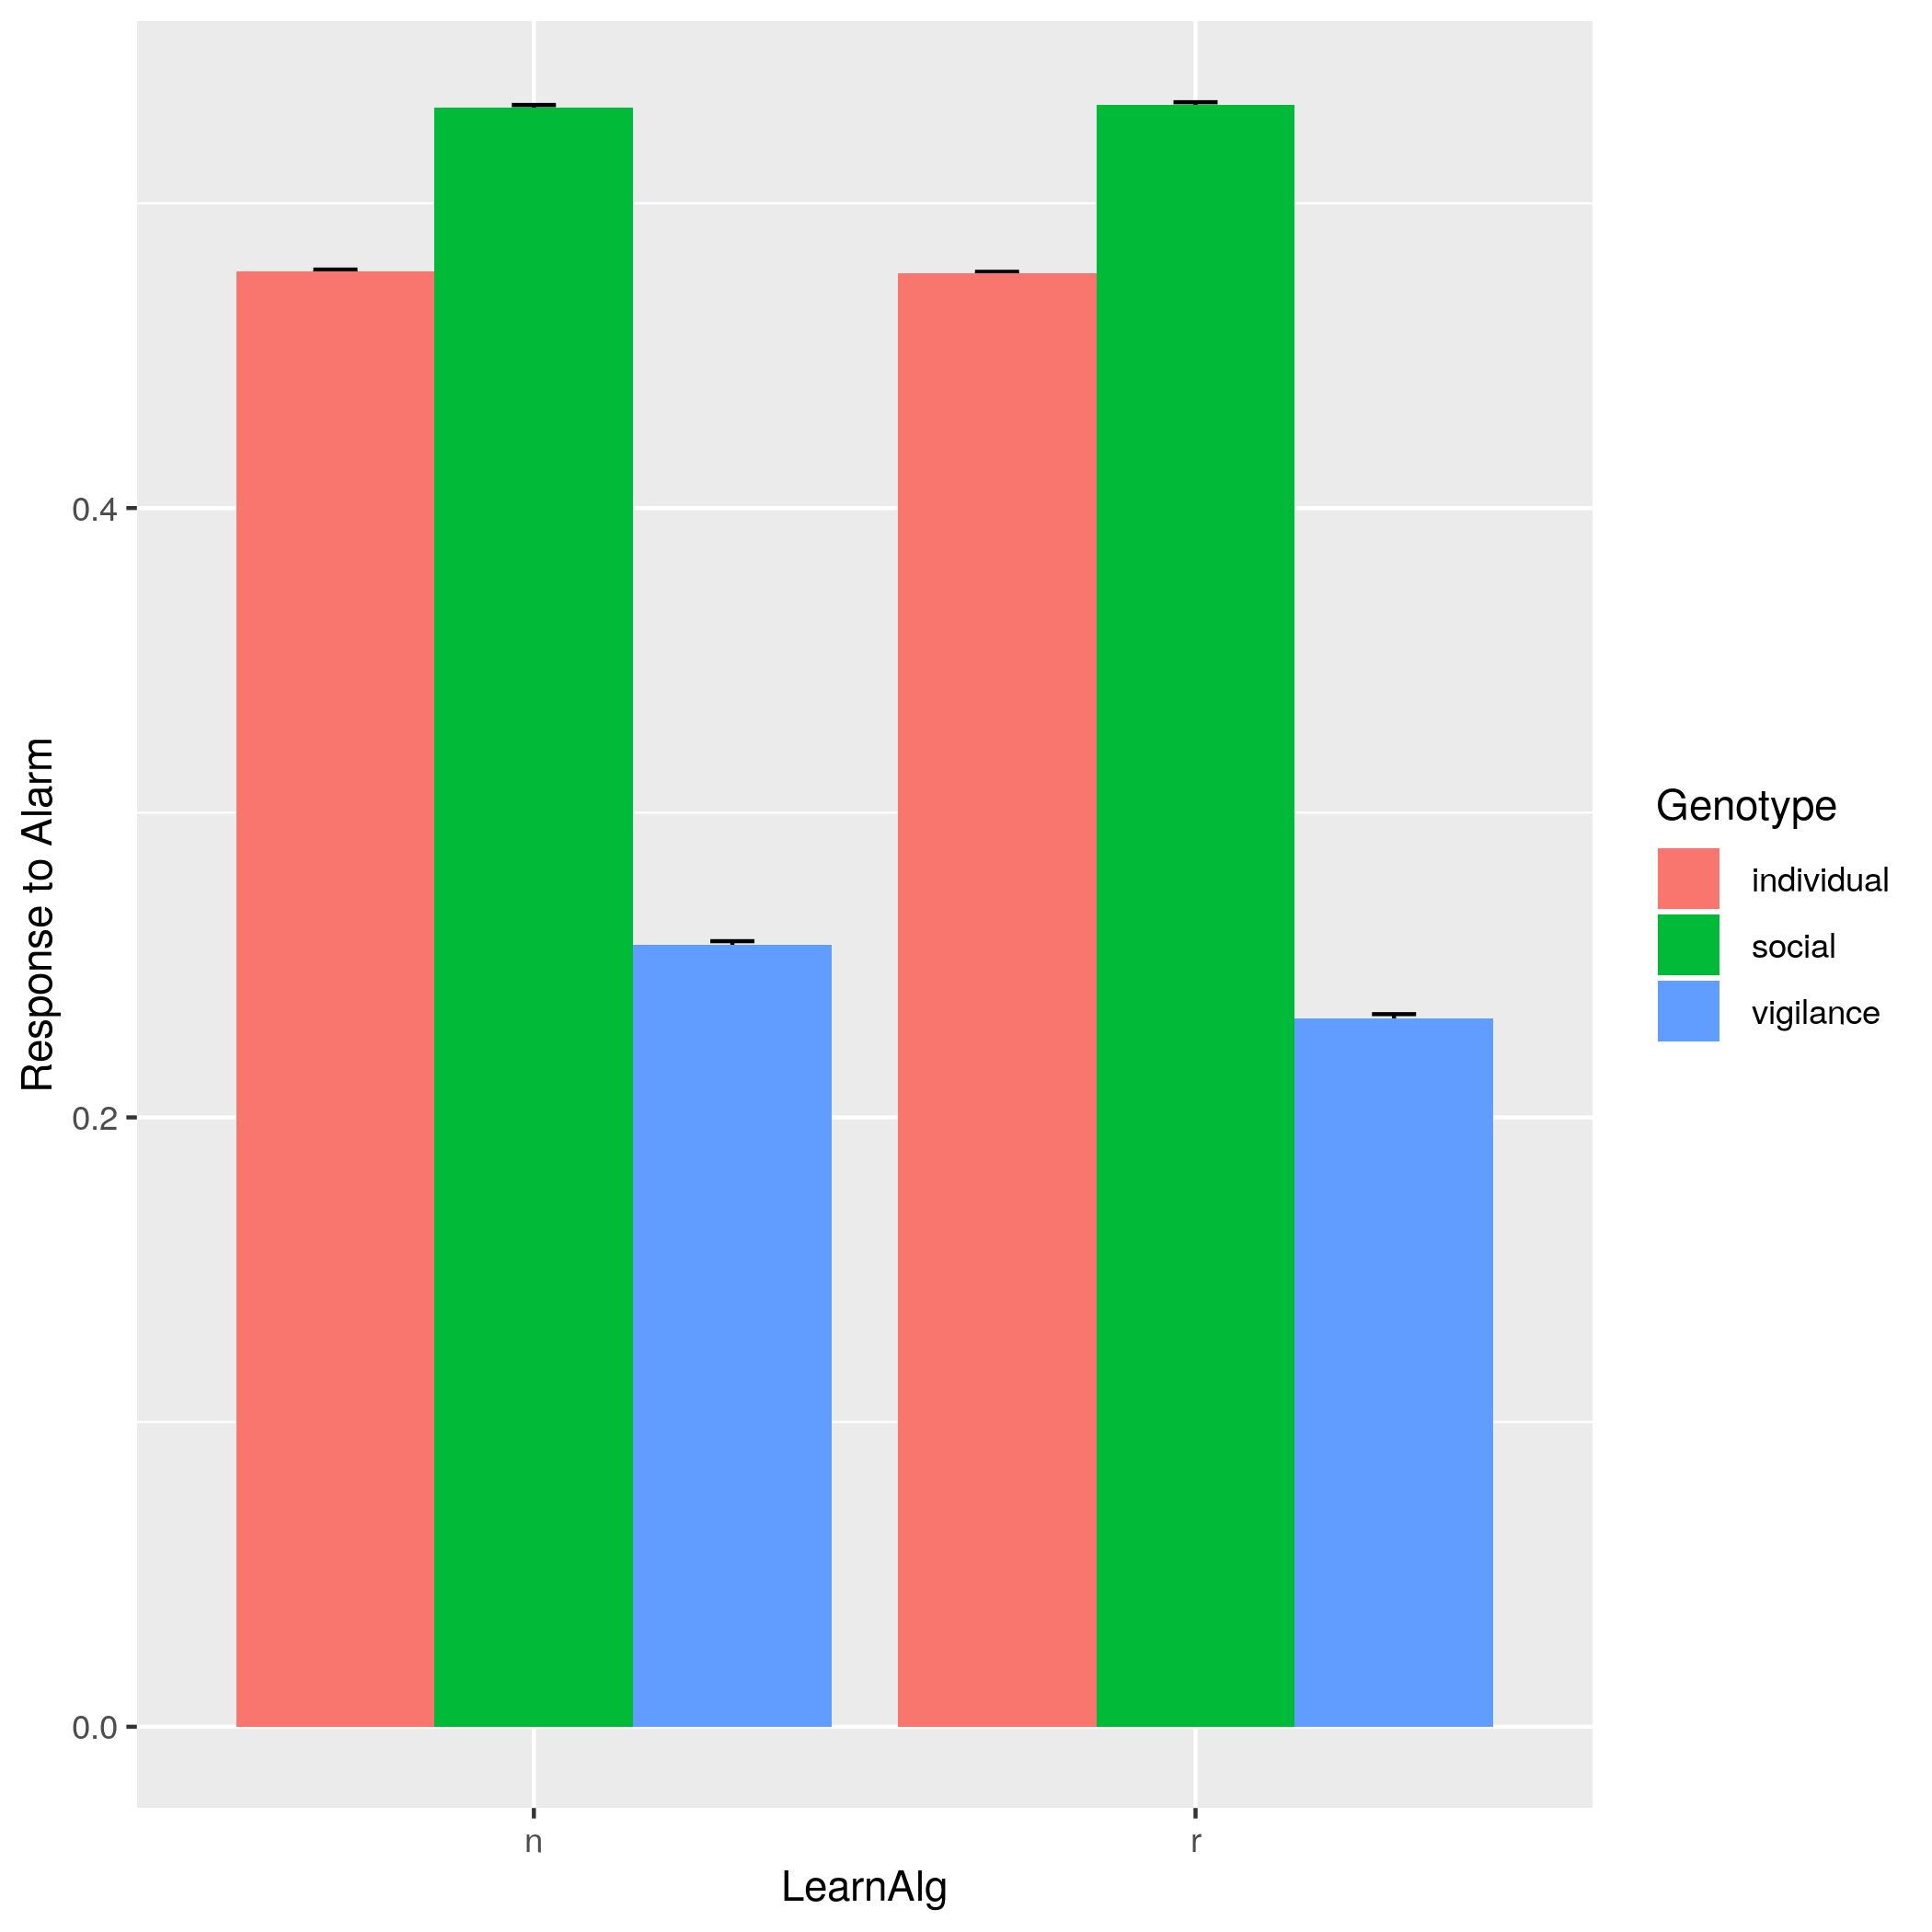 Response to Alarm
0.4
0.2
0.0
n
r
LearnAlg
Genotype
individual
social
vigilance